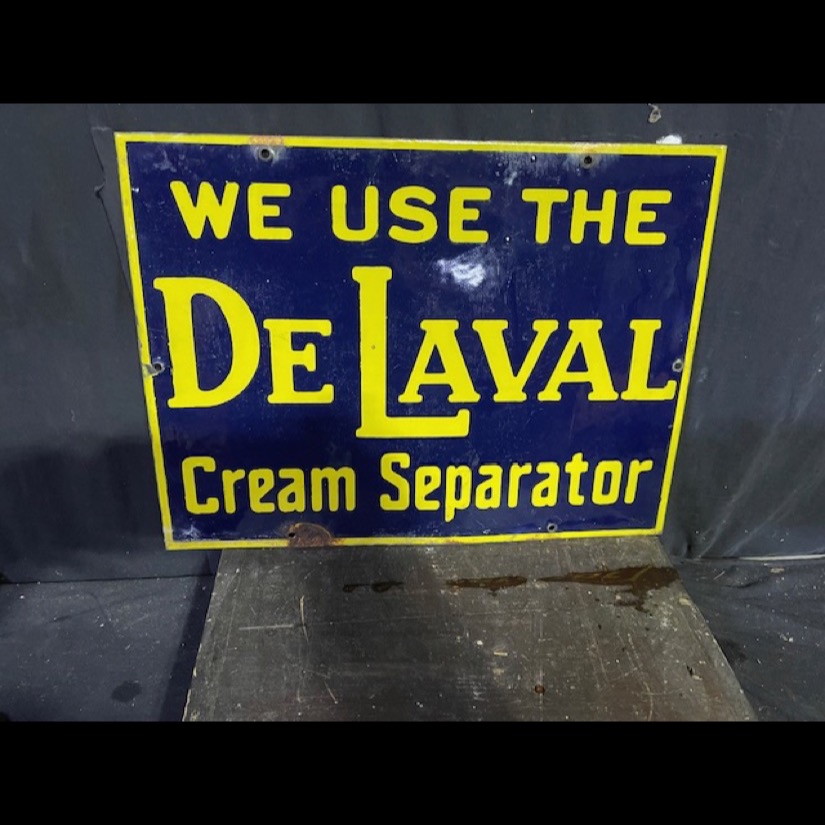 WE USE THE
DE LAVAL
Cream Separator